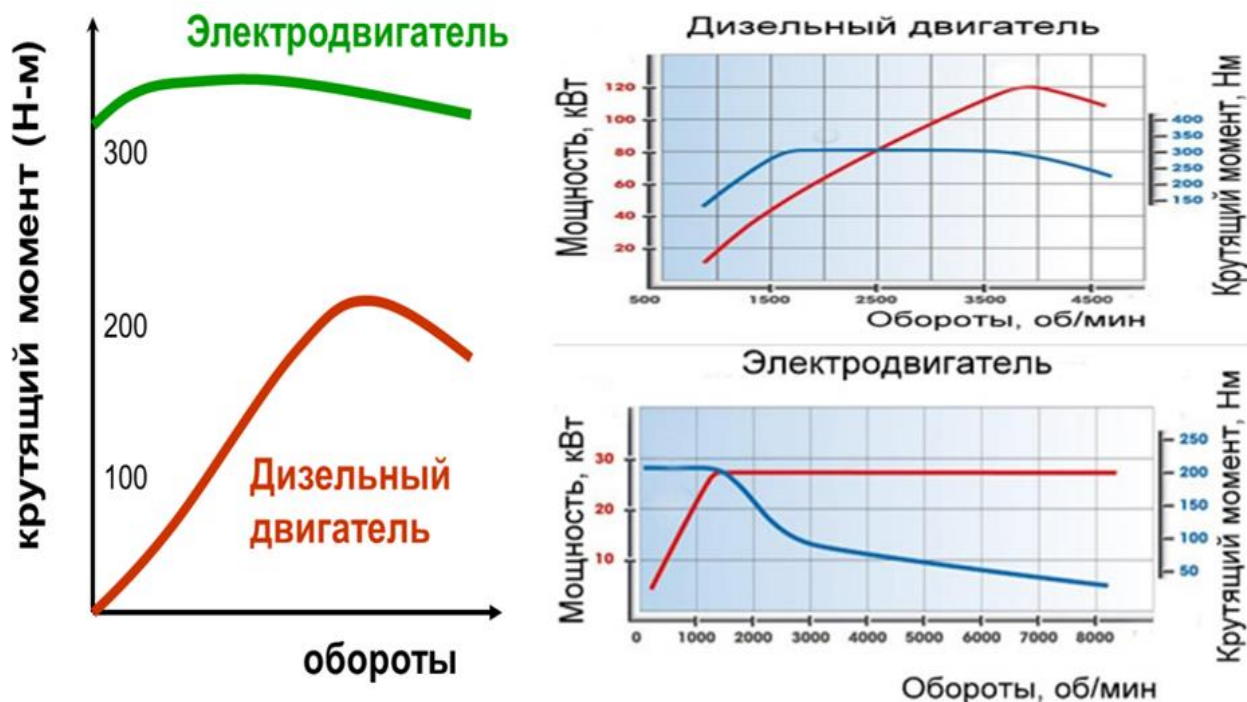 крутящий момент (Н-м)
Электродвигатель
300
200
100
Дизельный
двигатель
обороты
Дизельный двигатель
Мощность, кВт
120
100
80
60
40
20
400
350
300
250
200
150
Крутящий момент, Нм
500 1500 2500 3500 4500
Обороты, об/мин
Электродвигатель
Мощность, кВт
30
20
10
250
200
150
100
50
Крутящий момент, Нм
0 1000 2000 3000 4000 5000 6000 7000 8000
Обороты, об/мин